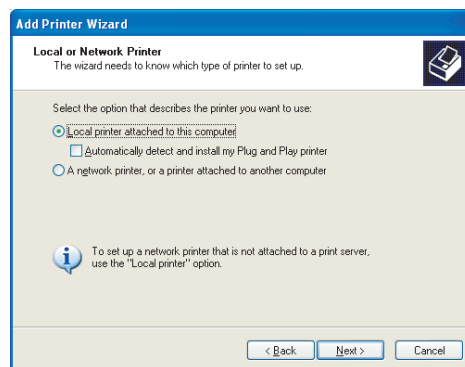 Add Printer Wizard
Local or Network Printer
The wizard needs to know which type of printer to set up.
Select the option that describes the printer you want to use:
Local printer attached to this computer
Automatically detect and install my Plug and Play printer
A network printer, or a printer attached to another computer
To set up a network printer that is not attached to a print server,
use the "Local printer" option.
< Back Next > Cancel